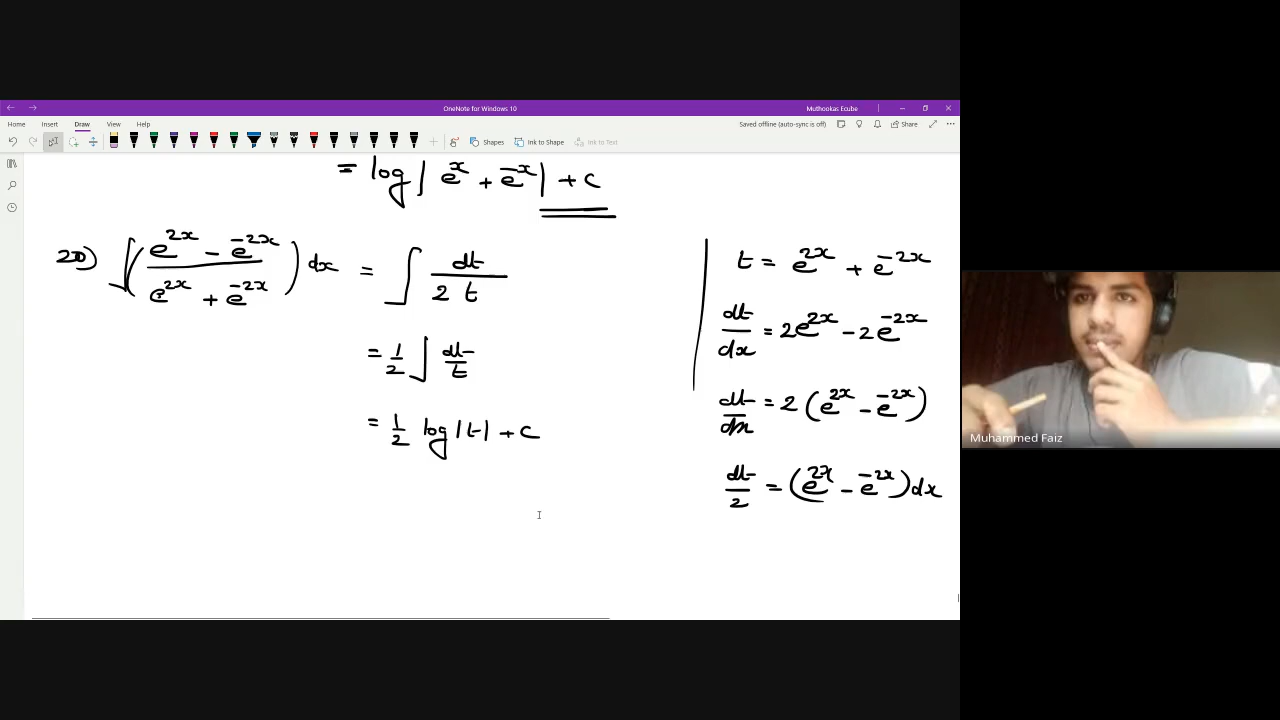 OneNote for Windows 10
Muthookas Ecube
Home Insert Draw View Help
Saved offline (auto-sync is off) Share
Shapes Ink to Shape Ink to Text
= log | e^x + e^-x | + c
20) ∫ ( e^2x - e^-2x / e^2x + e^-2x ) dx = ∫ dt / 2 t
= 1/2 ∫ dt / t
= 1/2 log |t| + c
t = e^2x + e^-2x
dt/dx = 2e^2x - 2e^-2x
dt/dx = 2 ( e^2x - e^-2x )
dt/2 = ( e^2x - e^-2x ) dx
Muhammed Faiz